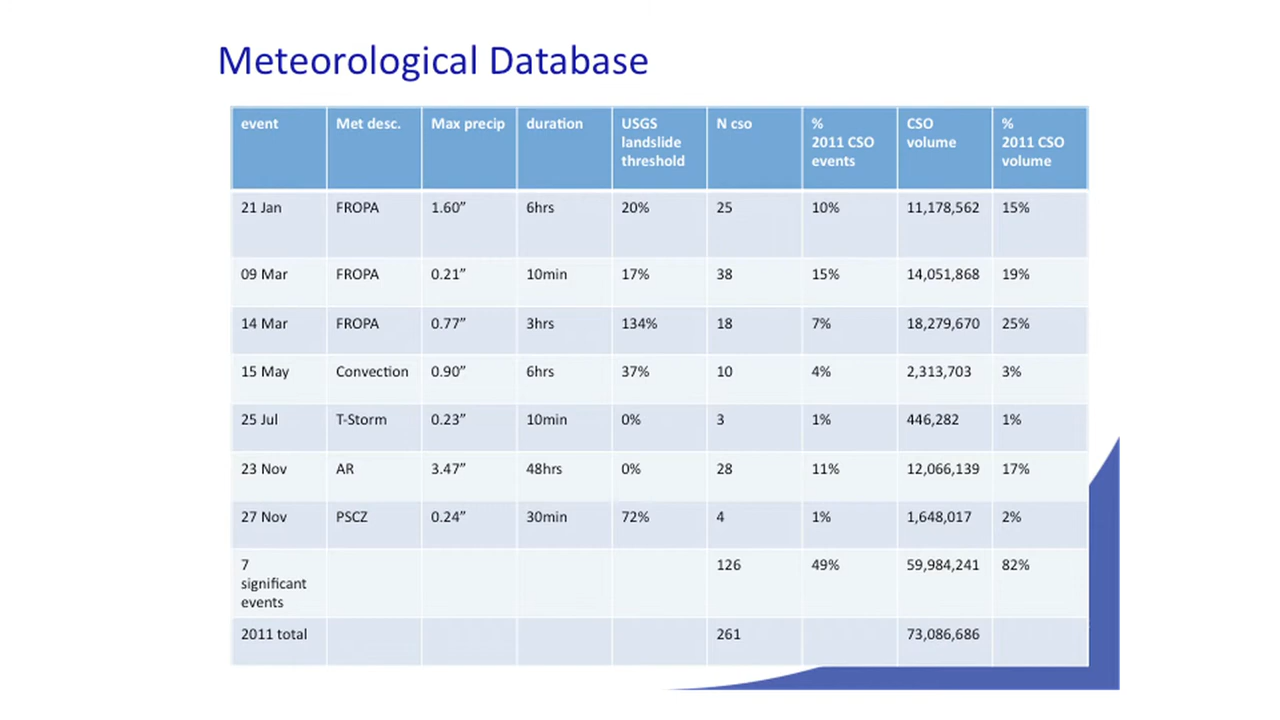 Meteorological Database
event Met desc. Max precip duration USGS landslide threshold N cso % 2011 CSO events CSO volume % 2011 CSO volume
21 Jan FROPA 1.60” 6hrs 20% 25 10% 11,178,562 15%
09 Mar FROPA 0.21” 10min 17% 38 15% 14,051,868 19%
14 Mar FROPA 0.77” 3hrs 134% 18 7% 18,279,670 25%
15 May Convection 0.90” 6hrs 37% 10 4% 2,313,703 3%
25 Jul T-Storm 0.23” 10min 0% 3 1% 446,282 1%
23 Nov AR 3.47” 48hrs 0% 28 11% 12,066,139 17%
27 Nov PSCZ 0.24” 30min 72% 4 1% 1,648,017 2%
7 significant events 126 49% 59,984,241 82%
2011 total 261 73,086,686